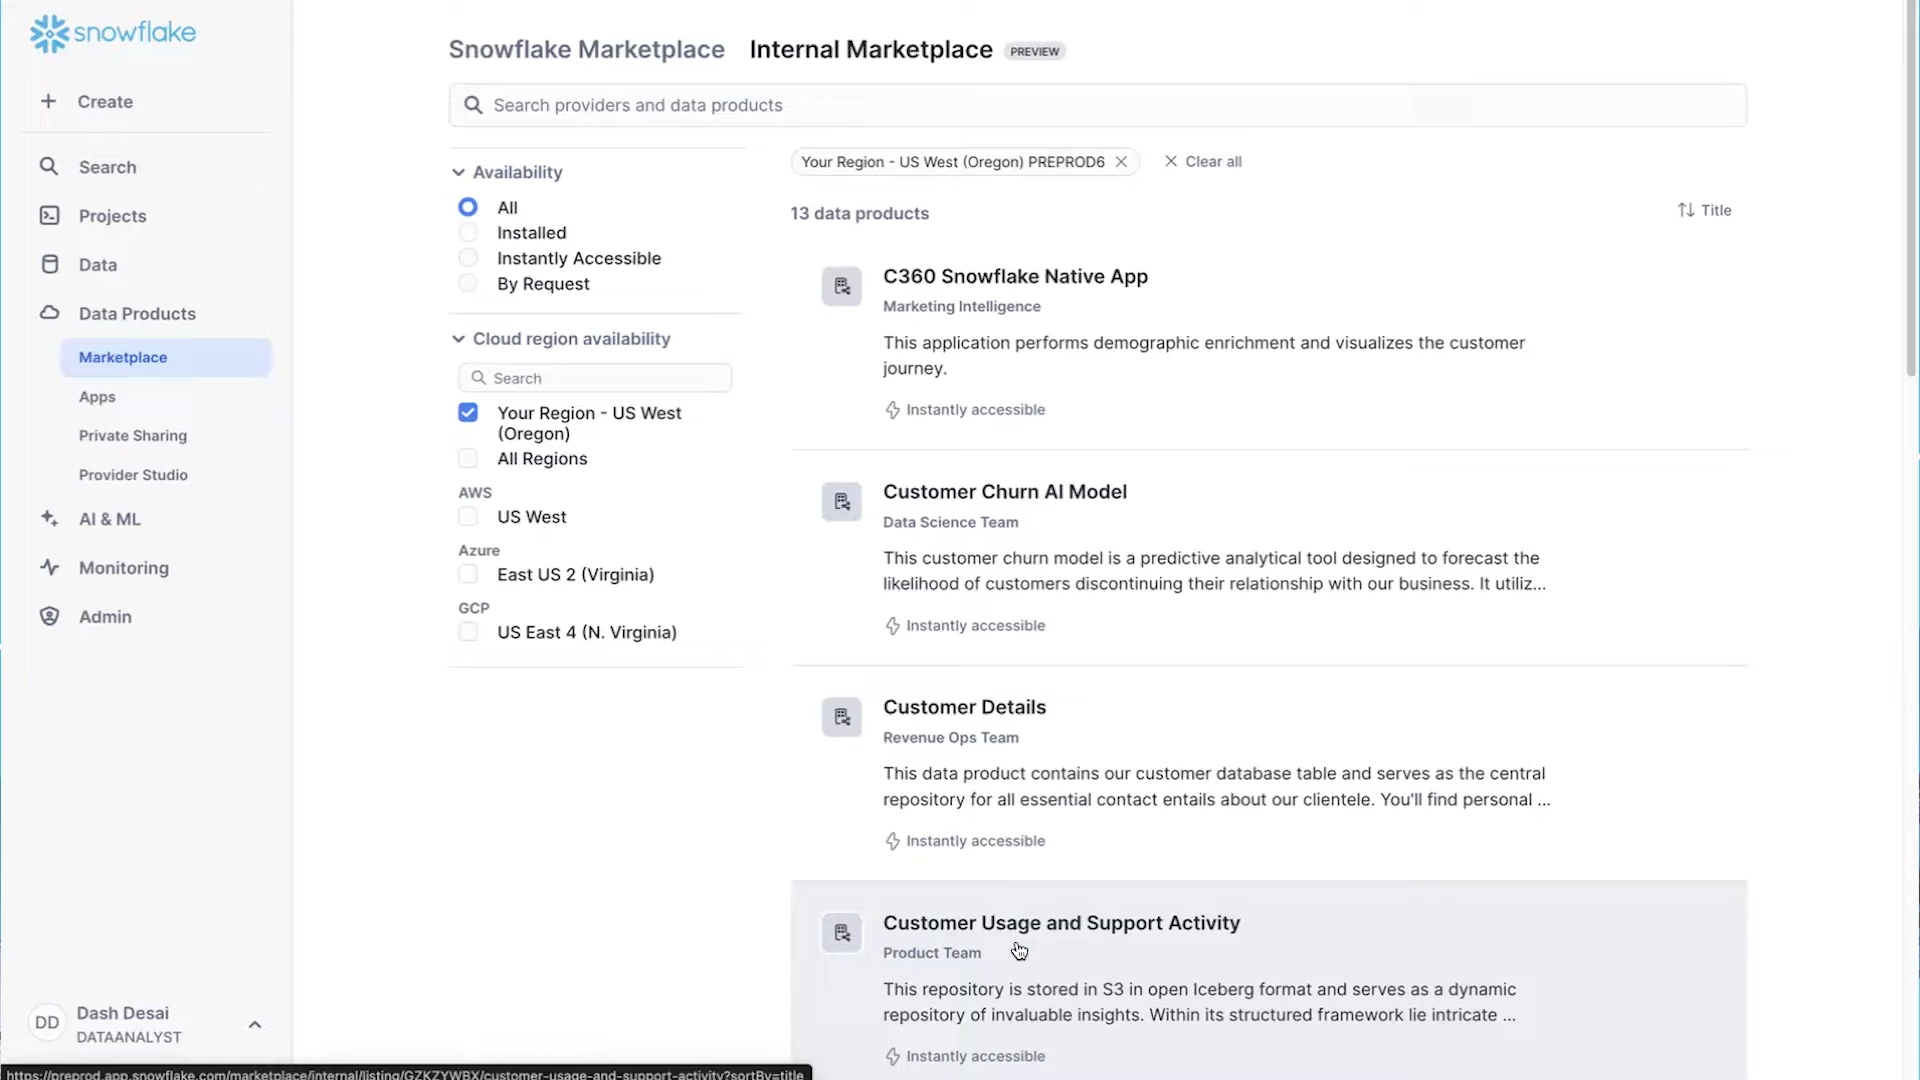 snowflake
Create
Search
Projects
Data
Data Products
Marketplace
Apps
Private Sharing
Provider Studio
AI & ML
Monitoring
Admin
DD
Dash Desai
DATAANALYST
Snowflake Marketplace
Internal Marketplace
PREVIEW
Search providers and data products
Availability
All
Installed
Instantly Accessible
By Request
Cloud region availability
Search
Your Region - US West
(Oregon)
All Regions
AWS
US West
Azure
East US 2 (Virginia)
GCP
US East 4 (N. Virginia)
Your Region - US West (Oregon) PREPROD6
Clear all
13 data products
Title
C360 Snowflake Native App
Marketing Intelligence
This application performs demographic enrichment and visualizes the customer
journey.
Instantly accessible
Customer Churn AI Model
Data Science Team
This customer churn model is a predictive analytical tool designed to forecast the
likelihood of customers discontinuing their relationship with our business. It utiliz...
Instantly accessible
Customer Details
Revenue Ops Team
This data product contains our customer database table and serves as the central
repository for all essential contact entails about our clientele. You'll find personal ...
Instantly accessible
Customer Usage and Support Activity
Product Team
This repository is stored in S3 in open Iceberg format and serves as a dynamic
repository of invaluable insights. Within its structured framework lie intricate ...
Instantly accessible
https://preprod.app.snowflake.com/marketplace/internal/listing/GZKZYWBX/customer-usage-and-support-activity?sortBy=title